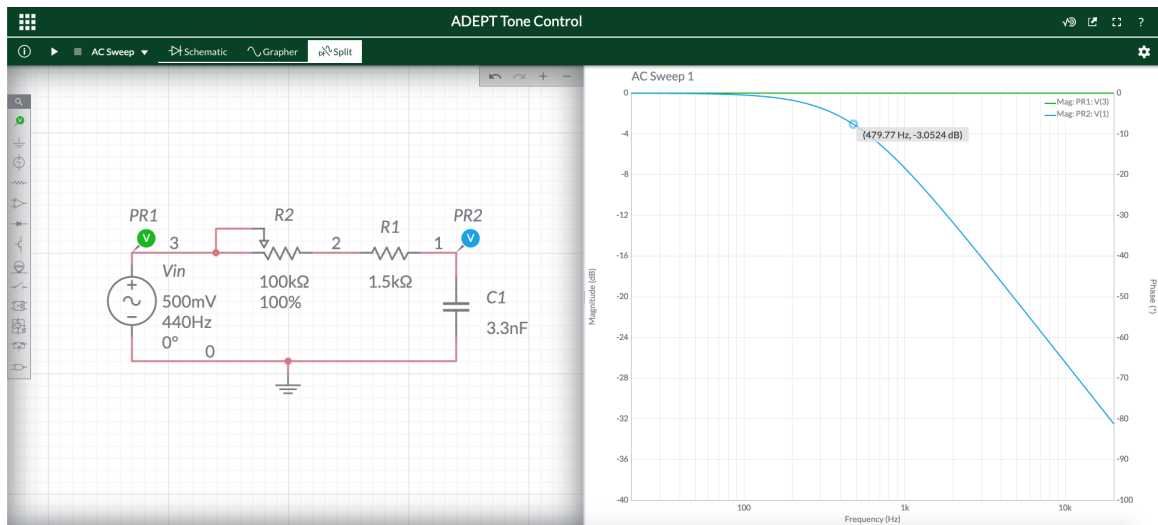 ADEPT Tone Control
?
AC Sweep
Schematic
Grapher
Split
AC Sweep 1
0
-4
-8
-12
-16
-20
-24
-28
-32
-36
-40
Magnitude (dB)
Mag: PR1: V(3)
Mag: PR2: V(1)
(479.77 Hz, -3.0524 dB)
0
-10
-20
-30
-40
-50
-60
-70
-80
-90
-100
Phase (°)
100
1k
10k
Frequency (Hz)
PR1
V
3
R2
100kΩ
100%
2
R1
1.5kΩ
PR2
V
1
Vin
500mV
440Hz
0°
0
C1
3.3nF